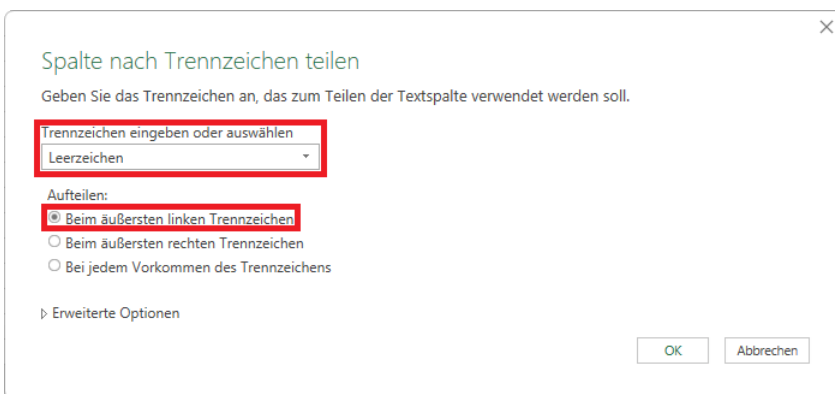 Spalte nach Trennzeichen teilen
Geben Sie das Trennzeichen an, das zum Teilen der Textspalte verwendet werden soll.
Trennzeichen eingeben oder auswählen
Leerzeichen
Aufteilen:
Beim äußersten linken Trennzeichen
Beim äußersten rechten Trennzeichen
Bei jedem Vorkommen des Trennzeichens
Erweiterte Optionen
OK Abbrechen